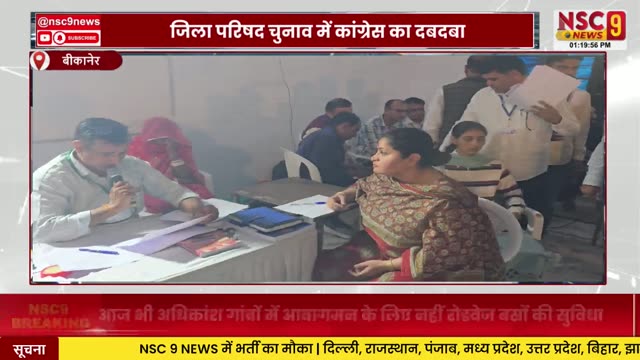 @nsc9news
SUBSCRIBE
जिला परिषद चुनाव में कांग्रेस का दबदबा
NSC 9
NEWS
01:19:56 PM
बीकानेर
NSC9
BREAKING
आज भी अधिकांश गांवों में आवागमन के लिए नहीं रोडवेज बसों की सुविधा
सूचना
NSC 9 NEWS में भर्ती का मौका | दिल्ली, राजस्थान, पंजाब, मध्य प्रदेश, उत्तर प्रदेश, बिहार, झा